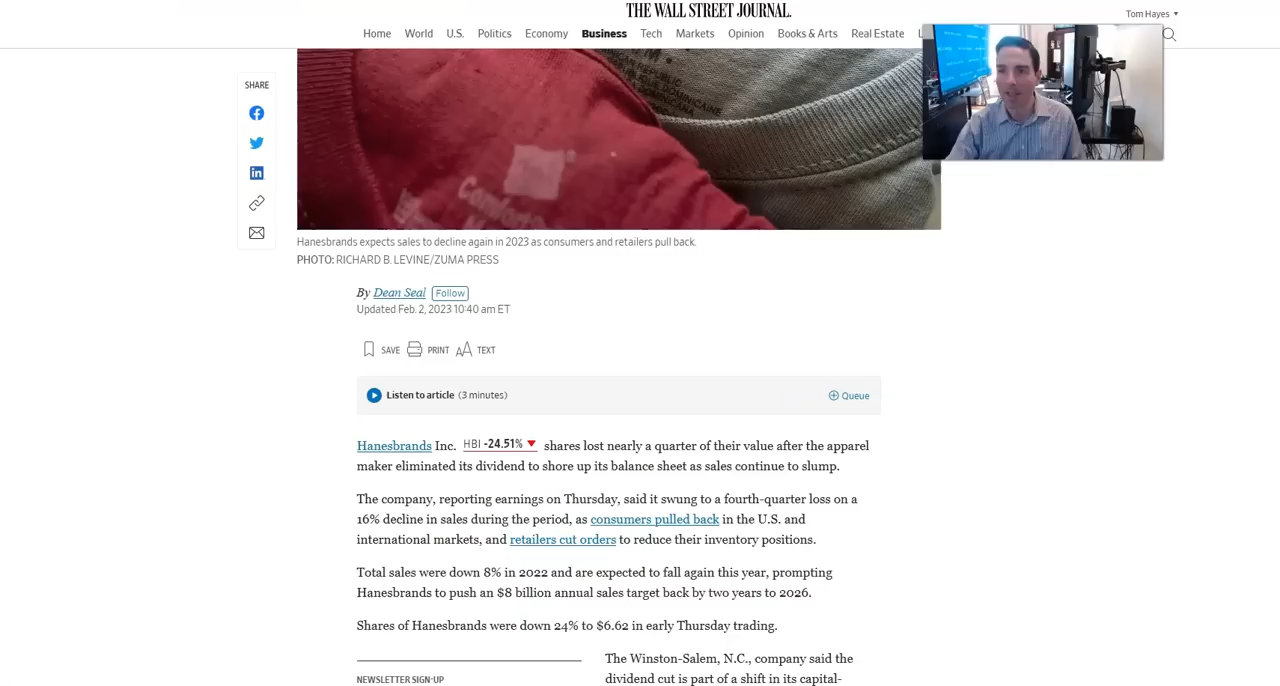 THE WALL STREET JOURNAL.
Tom Hayes
Home World U.S. Politics Economy Business Tech Markets Opinion Books & Arts Real Estate
SHARE
Hanesbrands expects sales to decline again in 2023 as consumers and retailers pull back.
PHOTO: RICHARD B. LEVINE/ZUMA PRESS
By Dean Seal Follow
Updated Feb. 2, 2023 10:40 am ET
SAVE PRINT AA TEXT
Listen to article (3 minutes) Queue
Hanesbrands Inc. HBI -24.51% shares lost nearly a quarter of their value after the apparel
maker eliminated its dividend to shore up its balance sheet as sales continue to slump.
The company, reporting earnings on Thursday, said it swung to a fourth-quarter loss on a
16% decline in sales during the period, as consumers pulled back in the U.S. and
international markets, and retailers cut orders to reduce their inventory positions.
Total sales were down 8% in 2022 and are expected to fall again this year, prompting
Hanesbrands to push an $8 billion annual sales target back by two years to 2026.
Shares of Hanesbrands were down 24% to $6.62 in early Thursday trading.
NEWSLETTER SIGN-UP
The Winston-Salem, N.C., company said the
dividend cut is part of a shift in its capital-